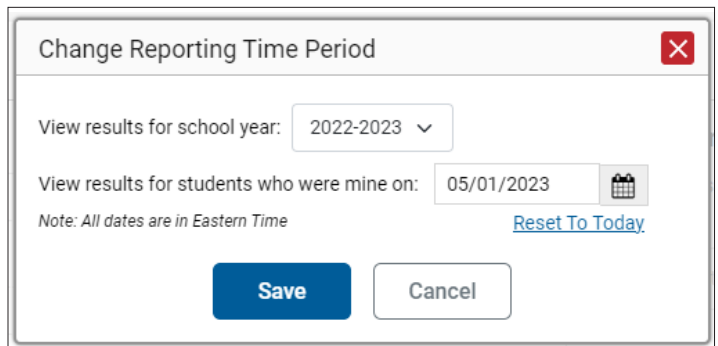 Change Reporting Time Period
View results for school year: 2022-2023
View results for students who were mine on: 05/01/2023
Note: All dates are in Eastern Time Reset To Today
Save Cancel